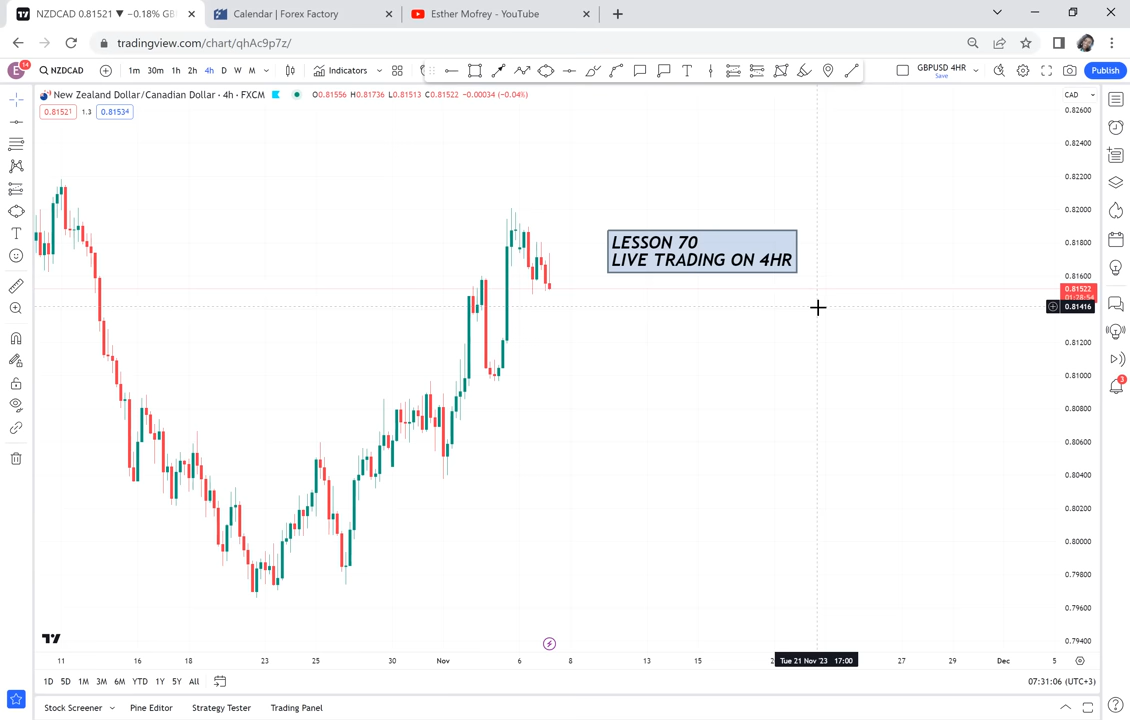 NZDCAD 0.81521 ▼ −0.18% GB
Calendar | Forex Factory
Esther Mofrey - YouTube
tradingview.com/chart/qhAc9p7z/
E
14
NZDCAD
1m 30m 1h 2h 4h D W M
Indicators
GBPUSD 4HR
Save
Publish
New Zealand Dollar/Canadian Dollar · 4h · FXCM
O0.81556 H0.81736 L0.81513 C0.81522 −0.00034 (−0.04%)
0.81521 1.3 0.81534
CAD
0.82600
0.82400
0.82200
0.82000
0.81800
0.81600
0.81522
01:28:54
0.81416
0.81200
0.81000
0.80800
0.80600
0.80400
0.80200
0.80000
0.79800
0.79600
0.79400
LESSON 70
LIVE TRADING ON 4HR
3
11 16 18 23 25 30 Nov 6 8 13 15 Tue 21 Nov '23 17:00 27 29 Dec 5
1D 5D 1M 3M 6M YTD 1Y 5Y All
07:31:06 (UTC+3)
Stock Screener Pine Editor Strategy Tester Trading Panel